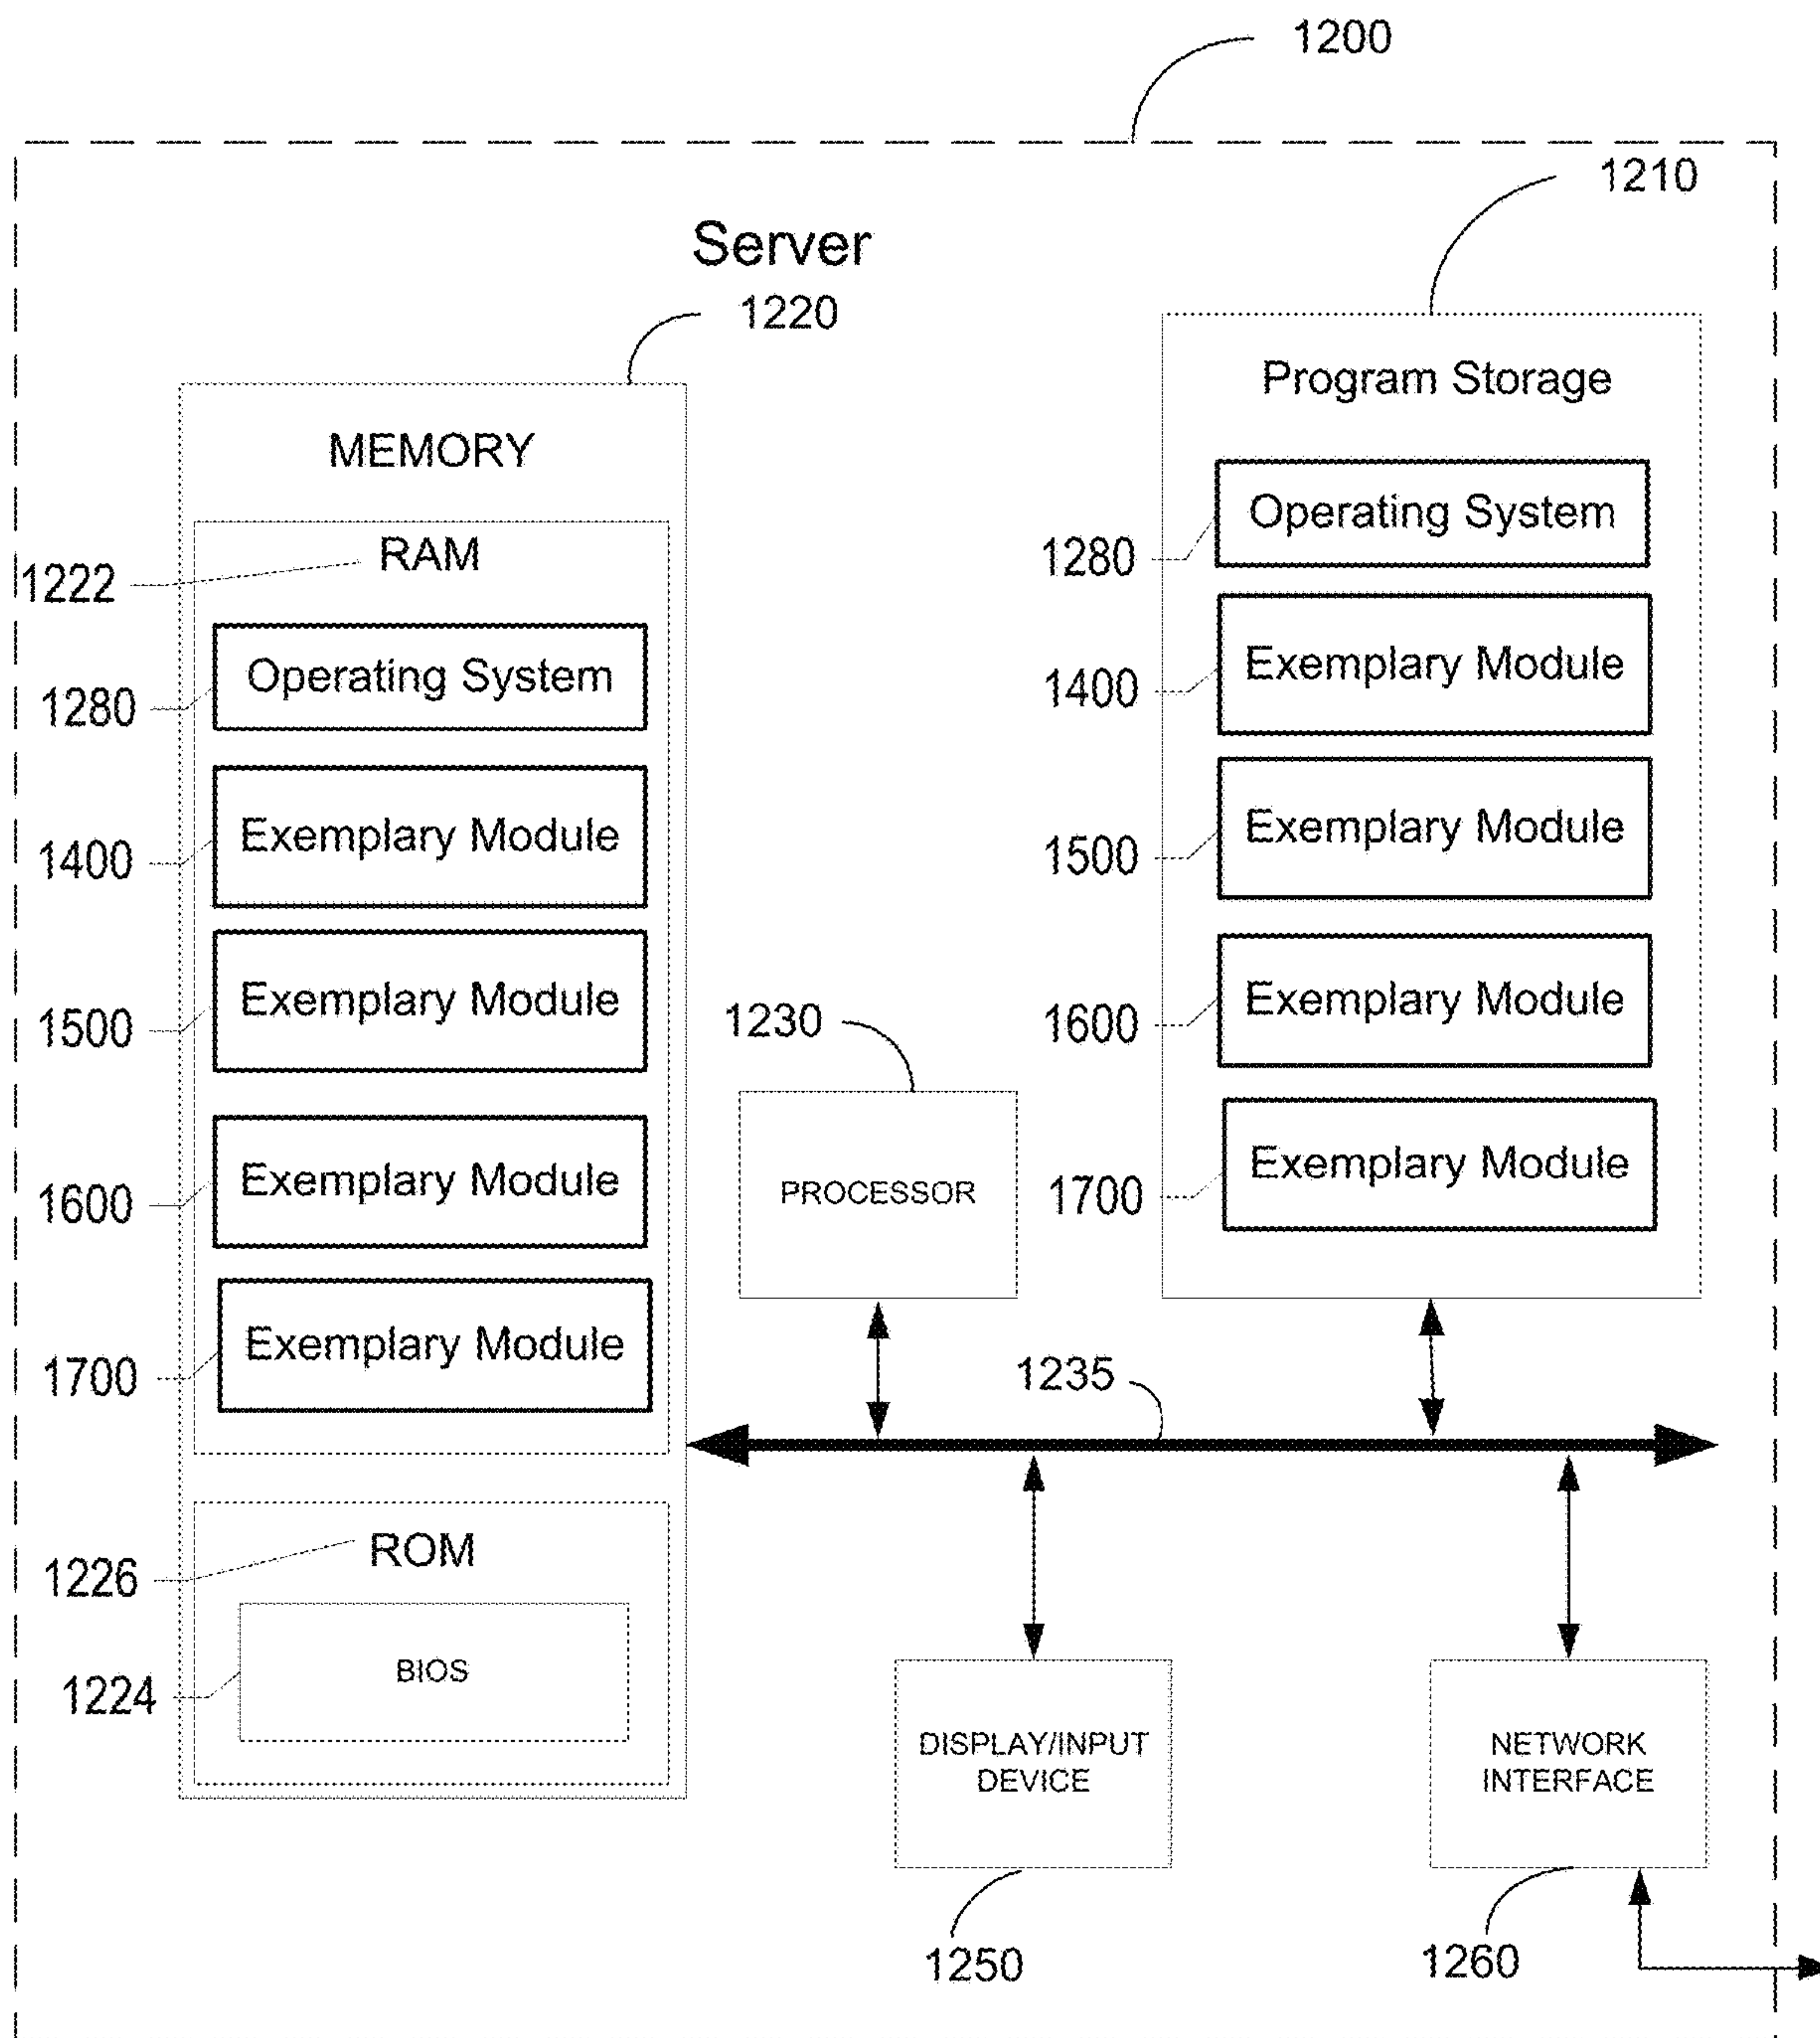 1200
1210
Server
1220
Program Storage
MEMORY
Operating System
1280
RAM
1222
Exemplary Module
1400
Operating System
1280
Exemplary Module
1500
Exemplary Module
1400
Exemplary Module
1600
Exemplary Module
1500
1230
Exemplary Module
1700
Exemplary Module
1600
PROCESSOR
Exemplary Module
1700
1235
ROM
1226
BIOS
1224
DISPLAY/INPUT
DEVICE
NETWORK
INTERFACE
1250
1260